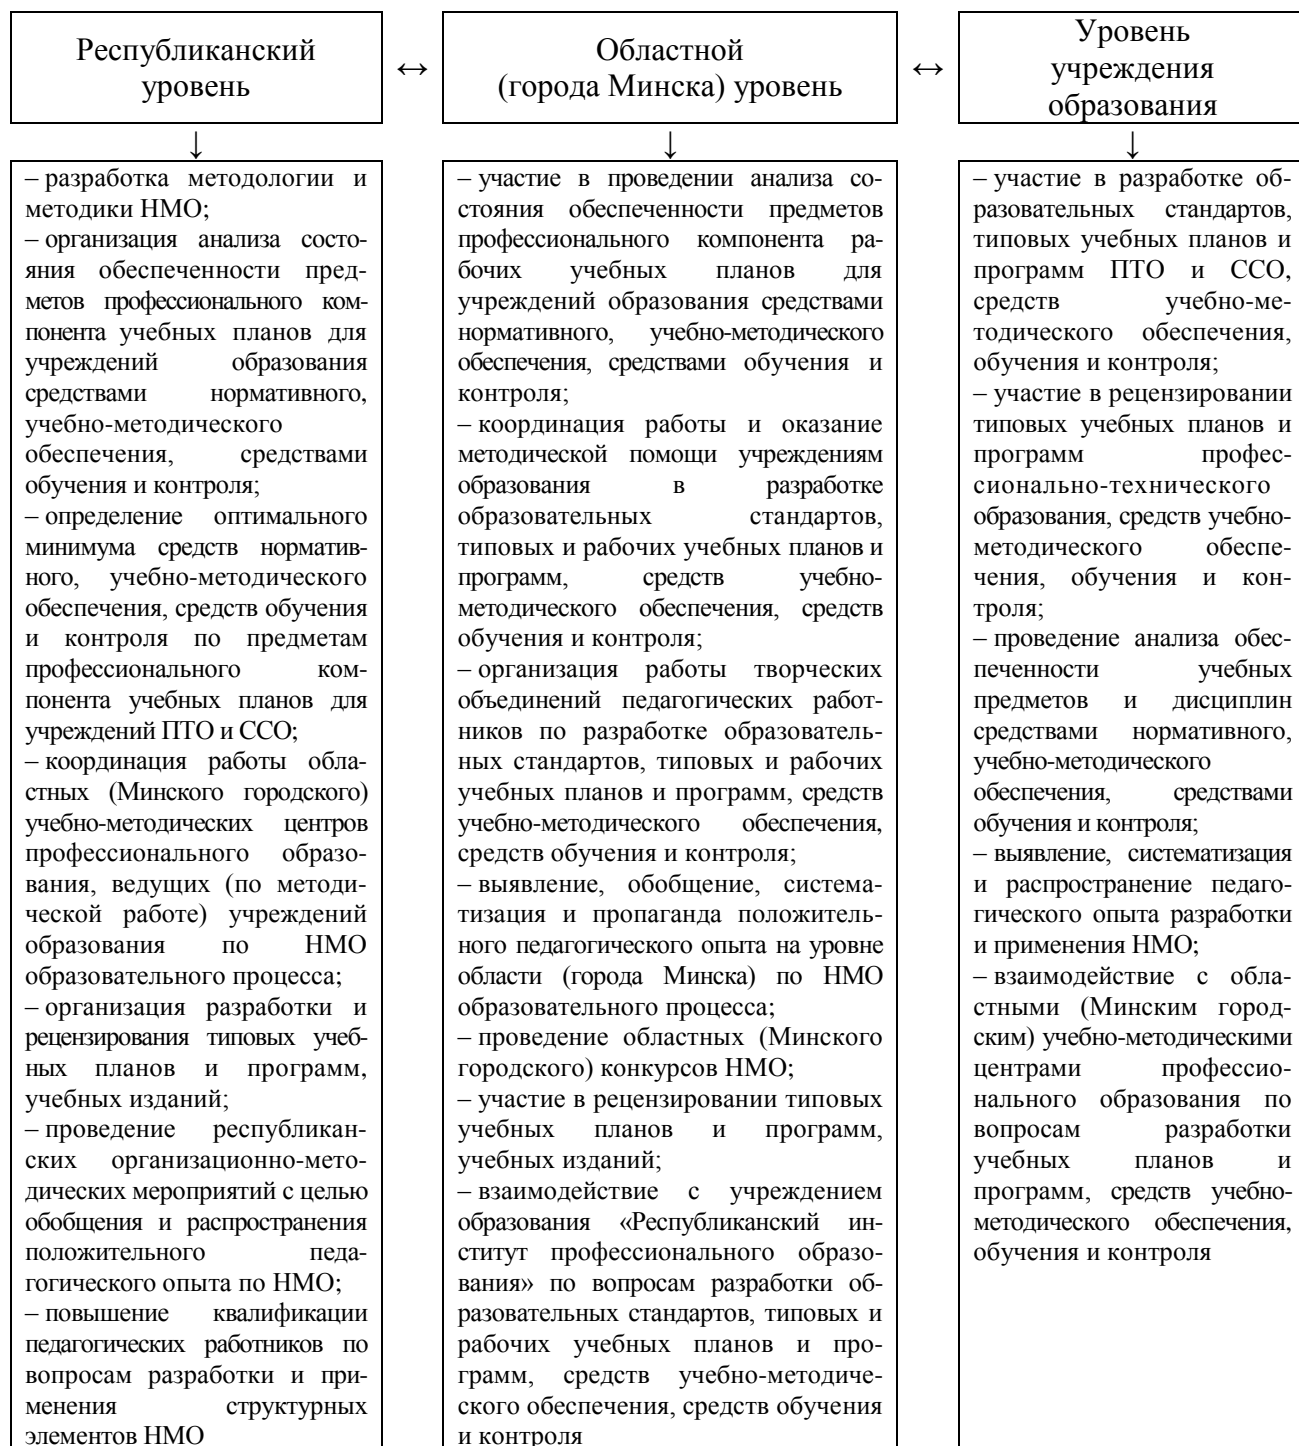 Республиканский
уровень
↔
Областной
(города Минска) уровень
↔
Уровень
учреждения
образования
↓
↓
↓
– разработка методологии и
методики НМО;
– организация анализа состо-
яния обеспеченности пред-
метов профессионального ком-
понента учебных планов для
учреждений образования
средствами нормативного,
учебно-методического
обеспечения, средствами
обучения и контроля;
– определение оптимального
минимума средств норматив-
ного, учебно-методического
обеспечения, средств обучения
и контроля по предметам
профессионального ком-
понента учебных планов для
учреждений ПТО и ССО;
– координация работы обла-
стных (Минского городского)
учебно-методических центров
профессионального образо-
вания, ведущих (по методи-
ческой работе) учреждений
образования по НМО
образовательного процесса;
– организация разработки и
рецензирования типовых учеб-
ных планов и программ,
учебных изданий;
– проведение республикан-
ских организационно-мето-
дических мероприятий с целью
обобщения и распространения
положительного педа-
гогического опыта по НМО;
– повышение квалификации
педагогических работников по
вопросам разработки и при-
менения структурных
элементов НМО
– участие в проведении анализа со-
стояния обеспеченности предметов
профессионального компонента ра-
бочих учебных планов для
учреждений образования средствами
нормативного, учебно-методического
обеспечения, средствами обучения и
контроля;
– координация работы и оказание
методической помощи учреждениям
образования в разработке
образовательных стандартов,
типовых и рабочих учебных планов и
программ, средств учебно-
методического обеспечения, средств
обучения и контроля;
– организация работы творческих
объединений педагогических работ-
ников по разработке образователь-
ных стандартов, типовых и рабочих
учебных планов и программ, средств
учебно-методического обеспечения,
средств обучения и контроля;
– выявление, обобщение, система-
тизация и пропаганда положитель-
ного педагогического опыта на уровне
области (города Минска) по НМО
образовательного процесса;
– проведение областных (Минского
городского) конкурсов НМО;
– участие в рецензировании типовых
учебных планов и программ,
учебных изданий;
– взаимодействие с учреждением
образования «Республиканский ин-
ститут профессионального образо-
вания» по вопросам разработки об-
разовательных стандартов, типовых и
рабочих учебных планов и про-
грамм, средств учебно-методиче-
ского обеспечения, средств обучения
и контроля
– участие в разработке об-
разовательных стандартов,
типовых учебных планов и
программ ПТО и ССО,
средств учебно-ме-
тодического обеспечения,
обучения и контроля;
– участие в рецензировании
типовых учебных планов и
программ профес-
сионально-технического
образования, средств учебно-
методического обеспе-
чения, обучения и кон-
троля;
– проведение анализа обес-
печенности учебных
предметов и дисциплин
средствами нормативного,
учебно-методического
обеспечения, средствами
обучения и контроля;
– выявление, систематизация
и распространение педаго-
гического опыта разработки
и применения НМО;
– взаимодействие с обла-
стными (Минским город-
ским) учебно-методическими
центрами профессио-
нального образования по
вопросам разработки
учебных планов и
программ, средств учебно-
методического обеспечения,
обучения и контроля